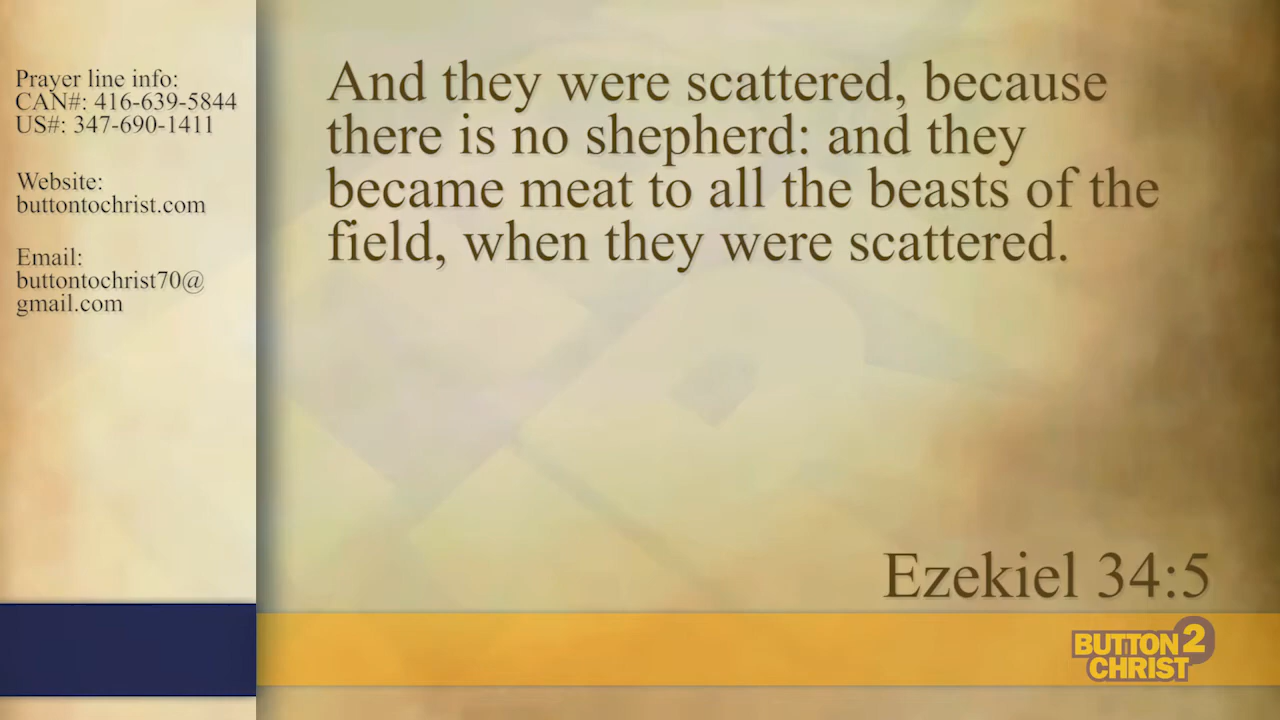 Prayer line info:
CAN#: 416-639-5844
US#: 347-690-1411
Website:
buttontochrist.com
Email:
buttontochrist70@
gmail.com
And they were scattered, because
there is no shepherd: and they
became meat to all the beasts of the
field, when they were scattered.
Ezekiel 34:5
BUTTON 2
CHRIST